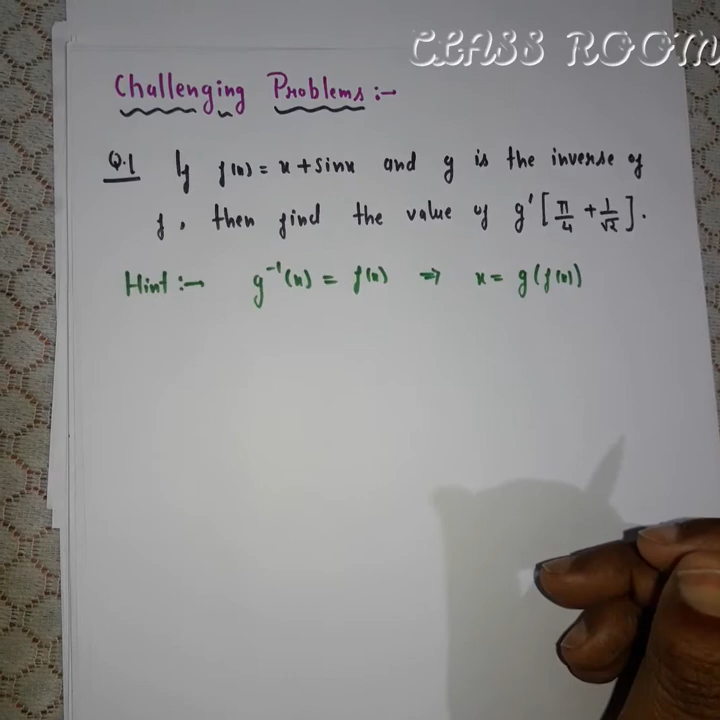 CLASS ROOM
Challenging Problems :-
Q.1 If f(x) = x + sinx and g is the inverse of
f, then find the value of g' [π/4 + 1/√2].
Hint :- g⁻¹(x) = f(x) ⇒ x = g(f(x))